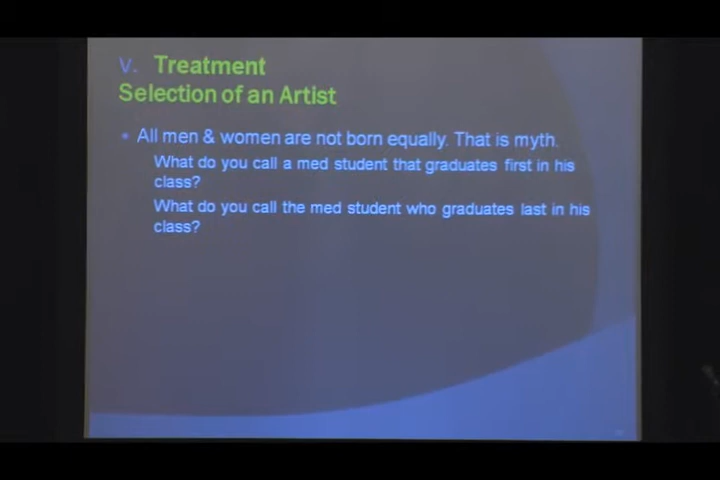 V. Treatment
Selection of an Artist
• All men & women are not born equally. That is myth.
What do you call a med student that graduates first in his
class?
What do you call the med student who graduates last in his
class?